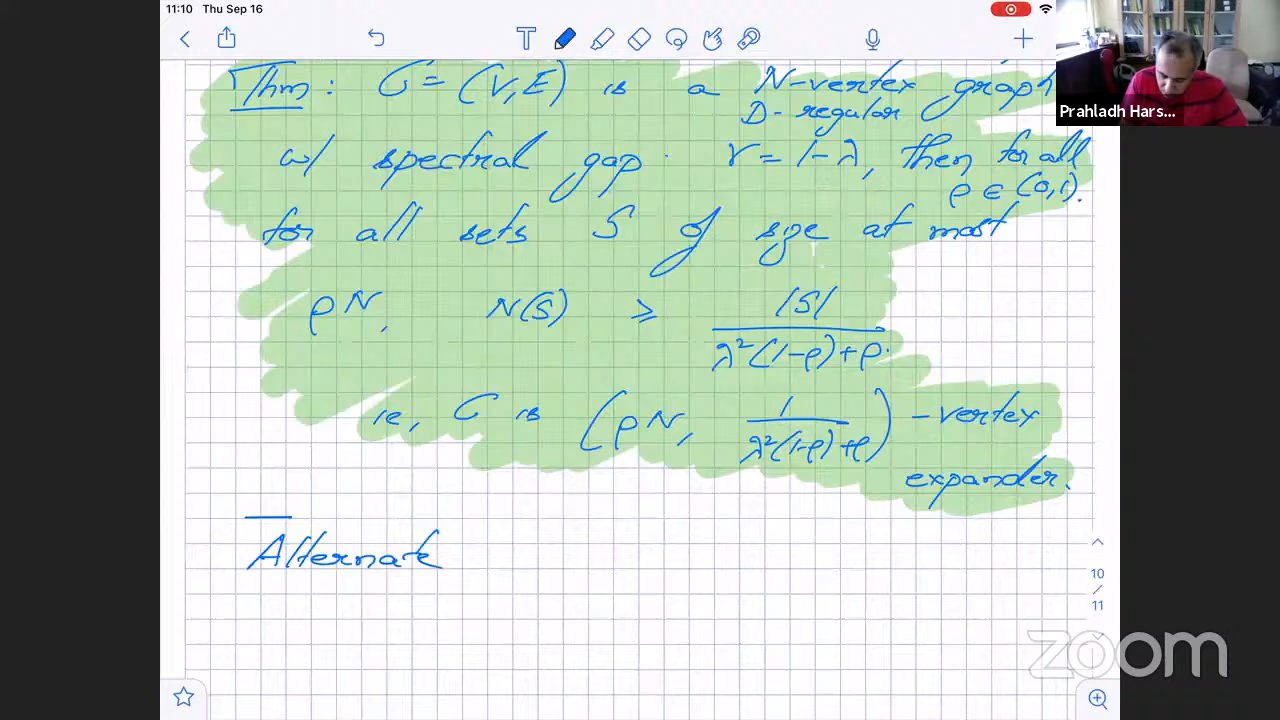 11:10 Thu Sep 16
Thm: G=(V,E) is a N-vertex graph
D-regular
w/ spectral gap. γ=1-λ, then for all
ρ∈(0,1).
for all sets S of size at most
ρN, N(S) ≥ |S| / λ²(1-ρ)+ρ.
ie, G is (ρN, 1 / λ²(1-ρ)+ρ) -vertex
expander.
Alternate
Prahladh Hars...
10
/
11
zoom